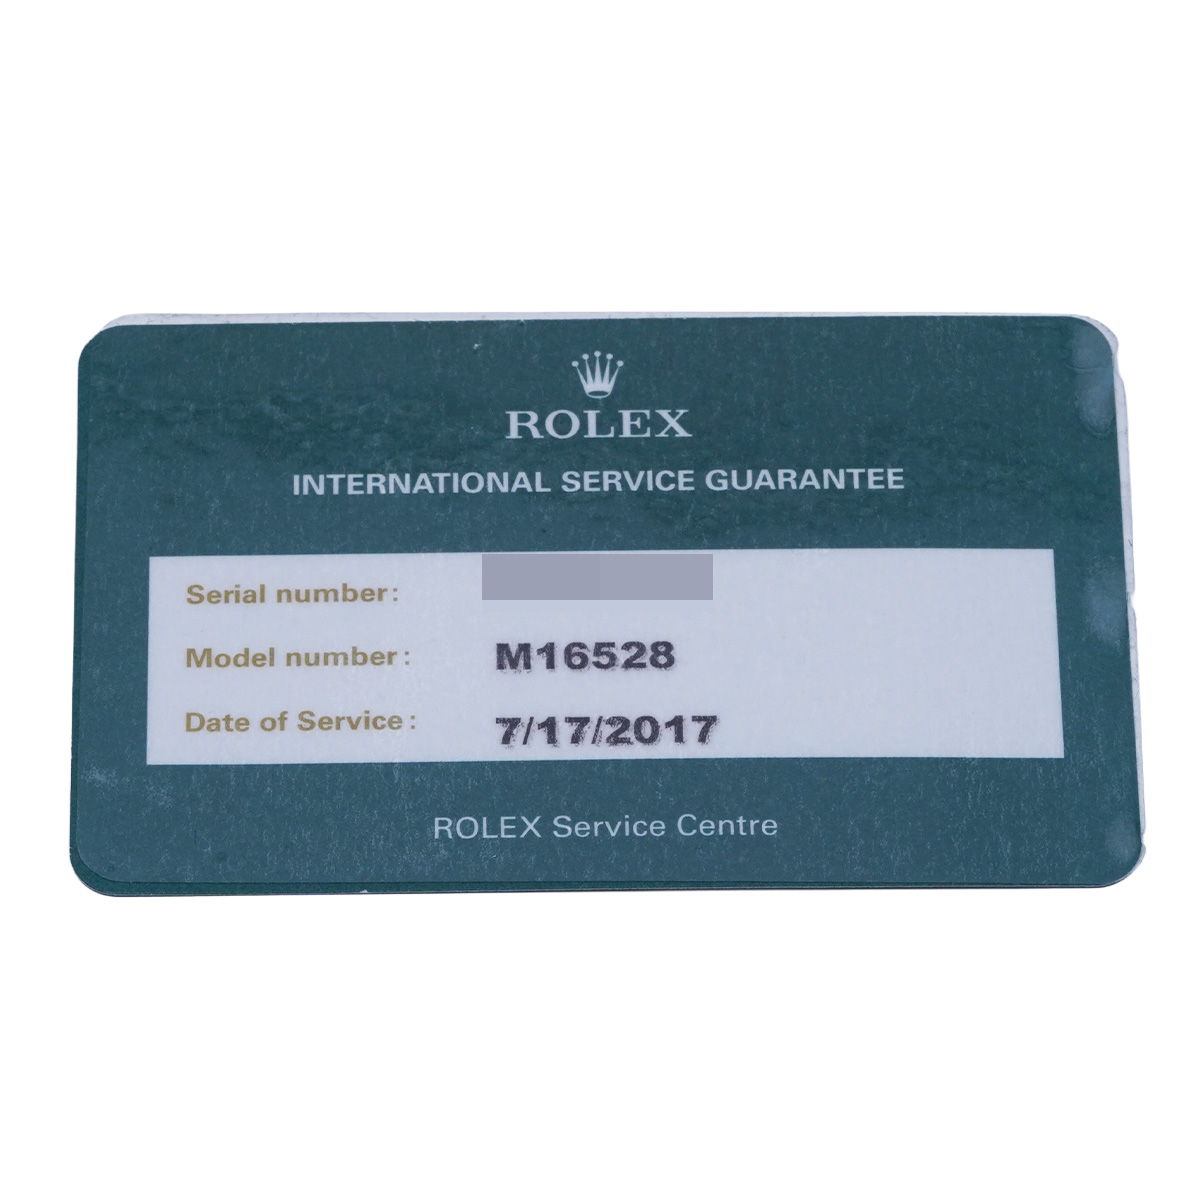 ROLEX
INTERNATIONAL SERVICE GUARANTEE
Serial number:
Model number: M16528
Date of Service: 7/17/2017
ROLEX Service Centre